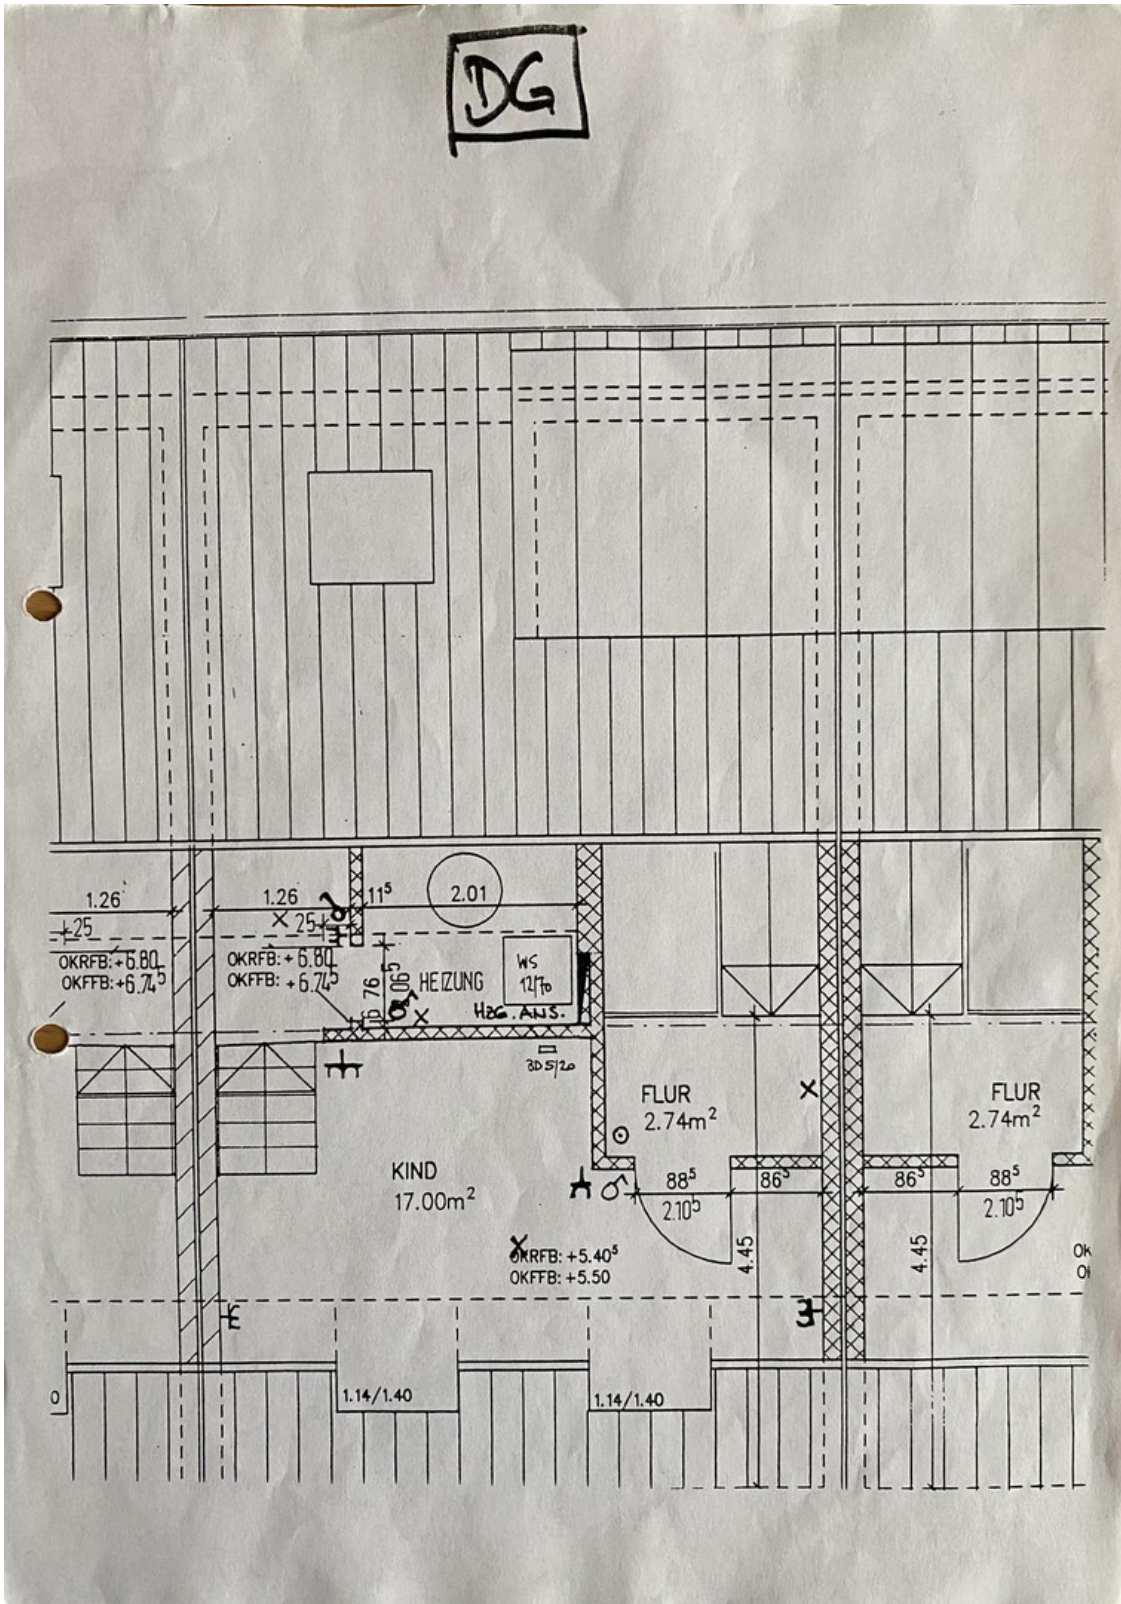 DG
1.26
1.26
11⁵
2.01
25
25
OKRFB: +6.80
OKFFB: +6.74⁵
OKRFB: +6.80
OKFFB: +6.74⁵
76
HEIZUNG
WS
12/70
HZG. ANS.
BD 5/20
FLUR
2.74m²
FLUR
2.74m²
KIND
17.00m²
88⁵
86⁵
86⁵
88⁵
2.10⁵
2.10⁵
4.45
4.45
OKRFB: +5.40⁵
OKFFB: +5.50
OK
0
1.14/1.40
1.14/1.40